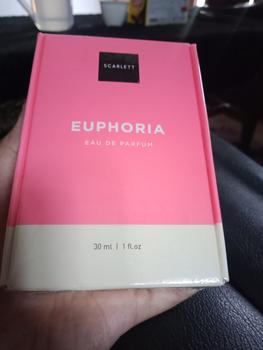 SCARLETT
EUPHORIA
EAU DE PARFUM
30 ml | 1 fl.oz